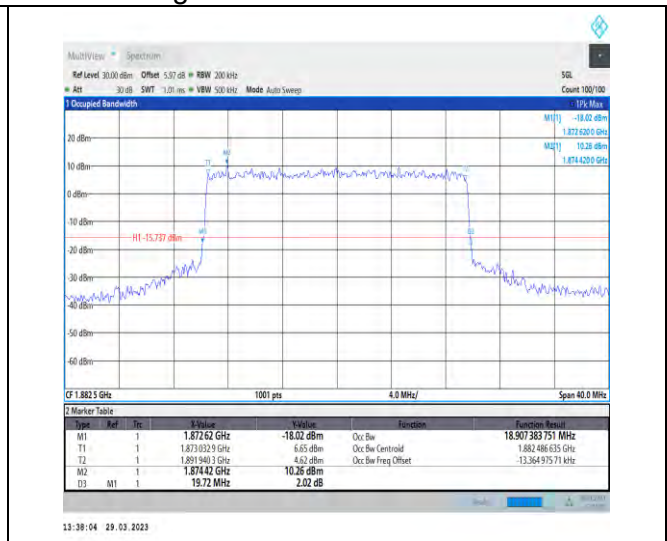 MultiView Spectrum
Ref Level 30.00 dBm Offset 5.97 dB RBW 200 kHz SGL
Att 30 dB SWT 1.01 ms VBW 500 kHz Mode Auto Sweep Count 100/100
1 Occupied Bandwidth 1Pk Max
M1[1] -18.02 dBm
1.872 620 0 GHz
M2[1] 10.26 dBm
1.874 420 0 GHz
20 dBm
M2
T1
10 dBm
0 dBm
-10 dBm
H1 -15.737 dBm
M1
D3
-20 dBm
-30 dBm
-40 dBm
-50 dBm
-60 dBm
CF 1.882 5 GHz 1001 pts 4.0 MHz/ Span 40.0 MHz
2 Marker Table
Type Ref Trc X-Value Y-Value Function Function Result
M1 1 1.872 62 GHz -18.02 dBm Occ Bw 18.907 383 751 MHz
T1 1 1.873 032 9 GHz 6.65 dBm Occ Bw Centroid 1.882 486 635 GHz
T2 1 1.891 940 3 GHz 4.62 dBm Occ Bw Freq Offset -13.364 975 71 kHz
M2 1 1.874 42 GHz 10.26 dBm
D3 M1 1 19.72 MHz 2.02 dB
13:38:04 29.03.2023